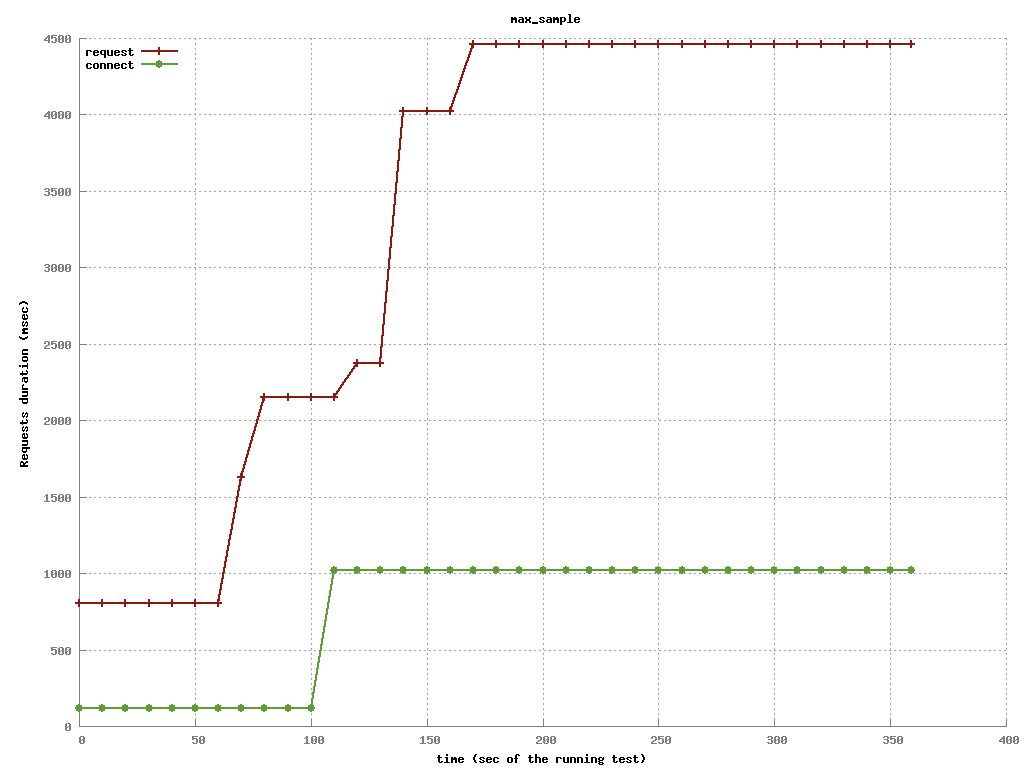 max_sample
request
connect
4500
4000
3500
3000
2500
2000
1500
1000
500
0
Requests duration (msec)
0 50 100 150 200 250 300 350 400
time (sec of the running test)